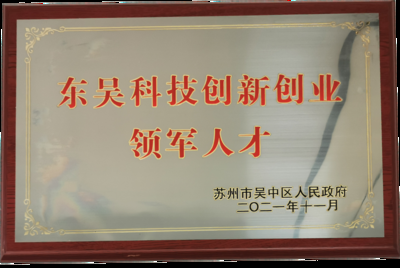 东吴科技创新创业
领军人才
苏州市吴中区人民政府
二〇二一年十一月